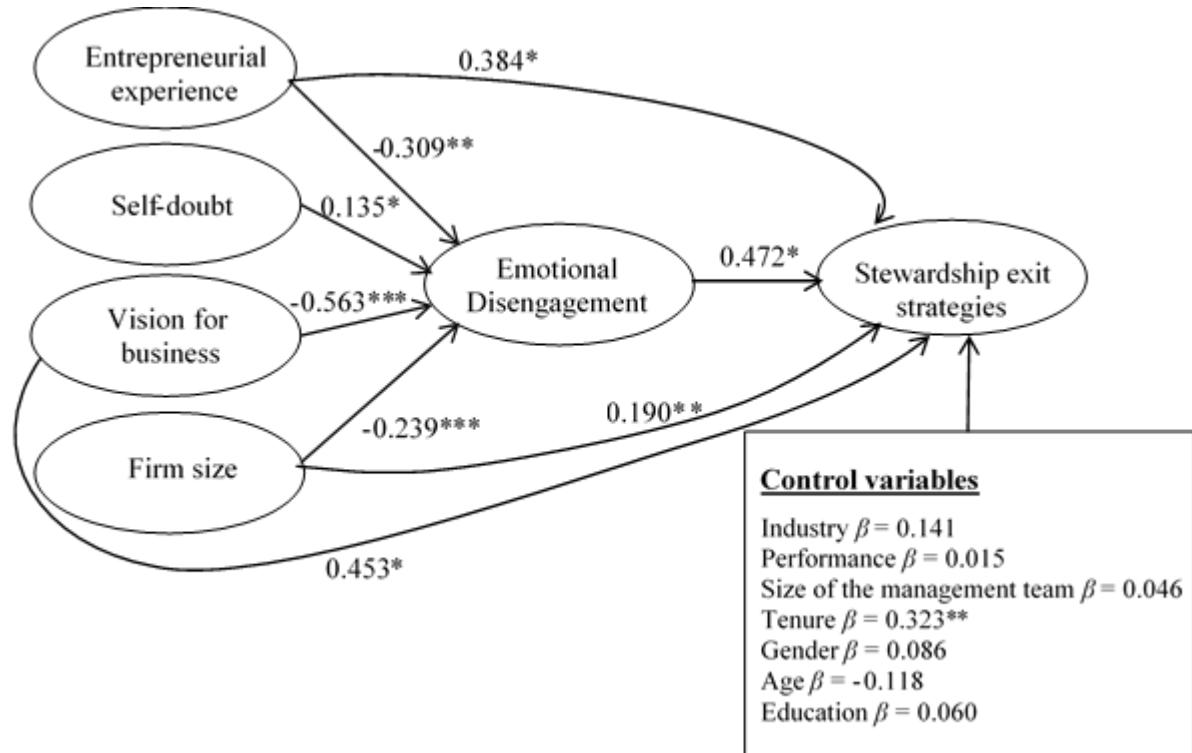 Entrepreneurial
experience
0.384*
-0.309**
Self-doubt
0.135*
Emotional
Disengagement
0.472*
Stewardship exit
strategies
Vision for
business
-0.563***
Firm size
-0.239***
0.190**
0.453*
Control variables
Industry β = 0.141
Performance β = 0.015
Size of the management team β = 0.046
Tenure β = 0.323**
Gender β = 0.086
Age β = -0.118
Education β = 0.060